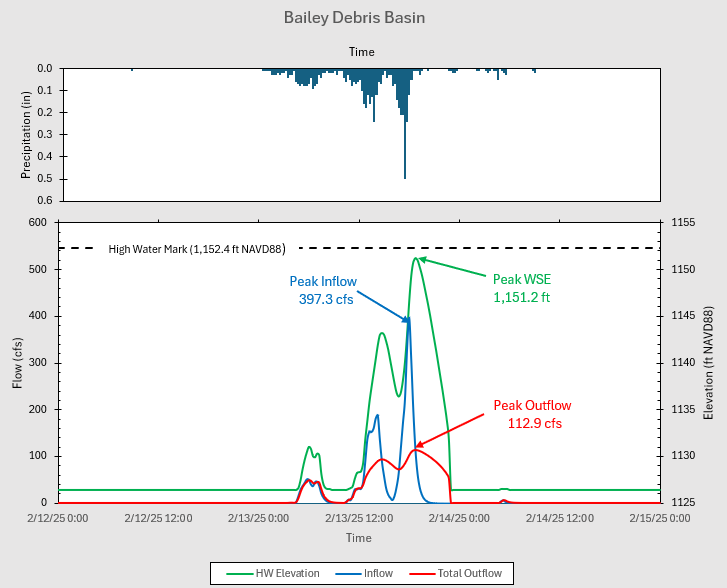 Bailey Debris Basin
Time
0.0
0.1
0.2
0.3
0.4
0.5
0.6
Precipitation (in)
600
500
400
300
200
100
0
Flow (cfs)
1155
1150
1145
1140
1135
1130
1125
Elevation (ft NAVD88)
High Water Mark (1,152.4 ft NAVD88)
Peak Inflow
397.3 cfs
Peak WSE
1,151.2 ft
Peak Outflow
112.9 cfs
2/12/25 0:00
2/12/25 12:00
2/13/25 0:00
2/13/25 12:00
2/14/25 0:00
2/14/25 12:00
2/15/25 0:00
Time
HW Elevation
Inflow
Total Outflow